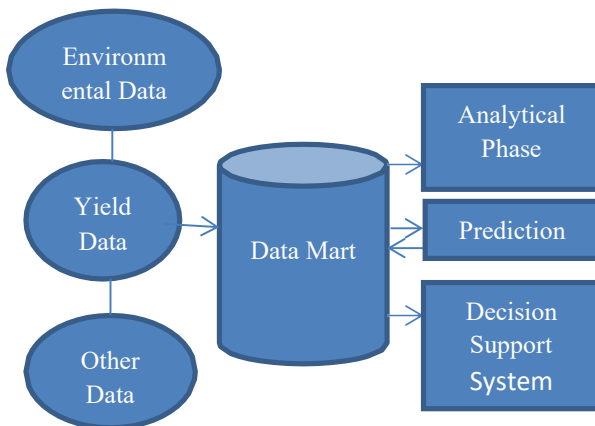 Environm
ental Data
Yield
Data
Other
Data
Data Mart
Analytical
Phase
Prediction
Decision
Support
System